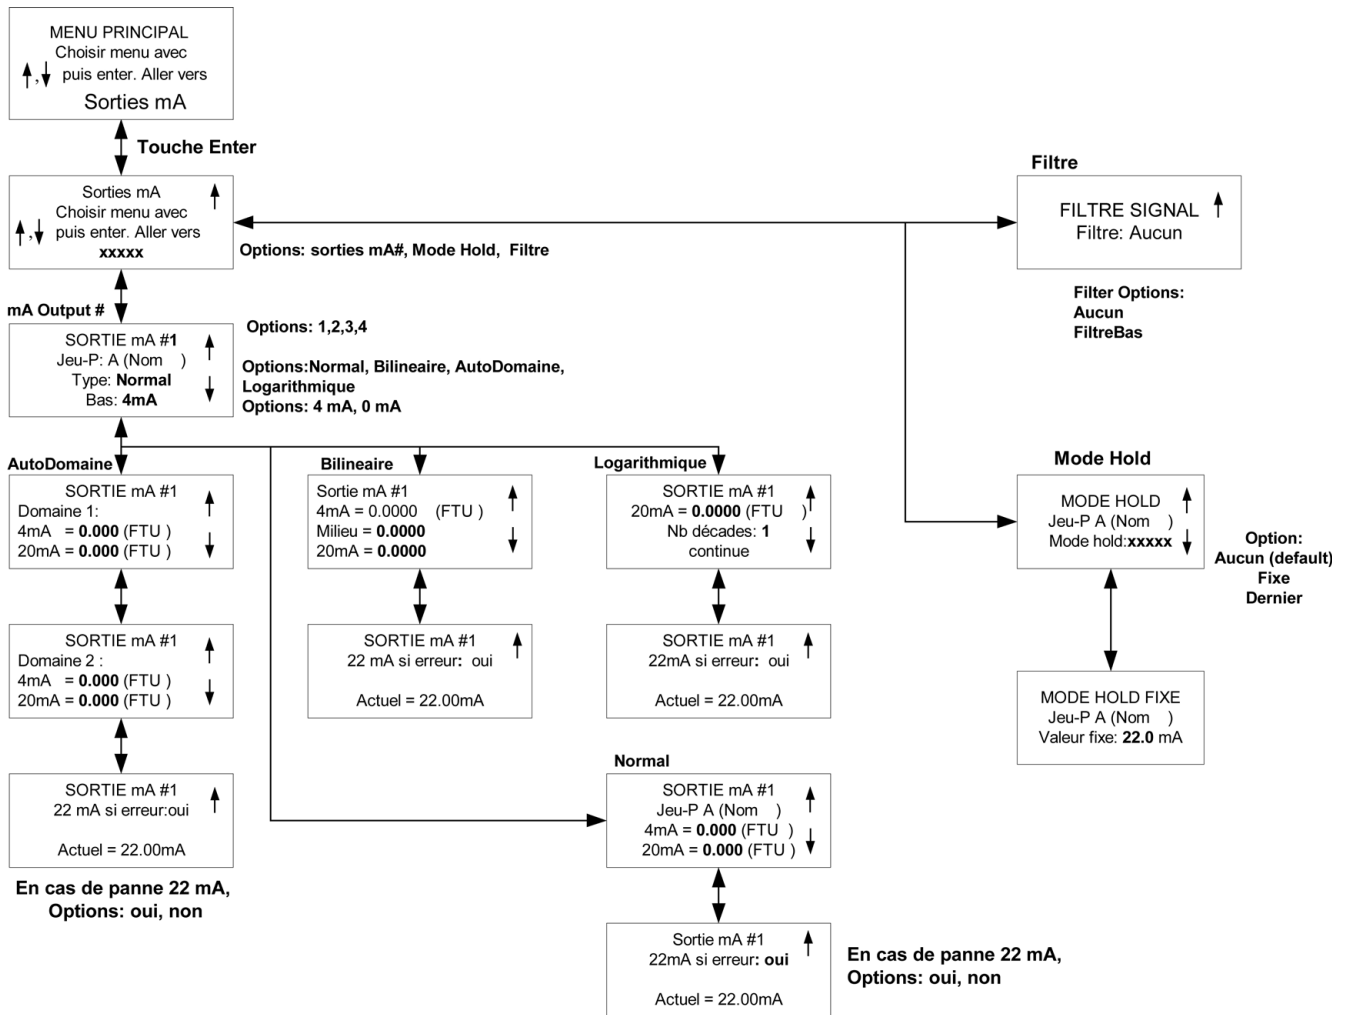 MENU PRINCIPAL
Choisir menu avec
↑,↓ puis enter. Aller vers
Sorties mA
Touche Enter
Sorties mA
Choisir menu avec
↑,↓ puis enter. Aller vers
xxxxx
Options: sorties mA#, Mode Hold, Filtre
Filtre
FILTRE SIGNAL
Filtre: Aucun
Filter Options:
Aucun
FiltreBas
mA Output #
SORTIE mA #1
Jeu-P: A (Nom )
Type: Normal
Bas: 4mA
Options: 1,2,3,4
Options:Normal, Bilineaire, AutoDomaine,
Logarithmique
Options: 4 mA, 0 mA
AutoDomaine
SORTIE mA #1
Domaine 1:
4mA = 0.000 (FTU )
20mA = 0.000 (FTU )
SORTIE mA #1
Domaine 2 :
4mA = 0.000 (FTU )
20mA = 0.000 (FTU )
SORTIE mA #1
22 mA si erreur:oui
Actuel = 22.00mA
En cas de panne 22 mA,
Options: oui, non
Bilineaire
Sortie mA #1
4mA = 0.0000 (FTU )
Milieu = 0.0000
20mA = 0.0000
SORTIE mA #1
22 mA si erreur: oui
Actuel = 22.00mA
Logarithmique
SORTIE mA #1
20mA = 0.0000 (FTU )
Nb décades: 1
continue
SORTIE mA #1
22mA si erreur: oui
Actuel = 22.00mA
Normal
SORTIE mA #1
Jeu-P A (Nom )
4mA = 0.000 (FTU )
20mA = 0.000 (FTU )
Sortie mA #1
22mA si erreur: oui
Actuel = 22.00mA
En cas de panne 22 mA,
Options: oui, non
Mode Hold
MODE HOLD
Jeu-P A (Nom )
Mode hold:xxxxx
Option:
Aucun (default)
Fixe
Dernier
MODE HOLD FIXE
Jeu-P A (Nom )
Valeur fixe: 22.0 mA